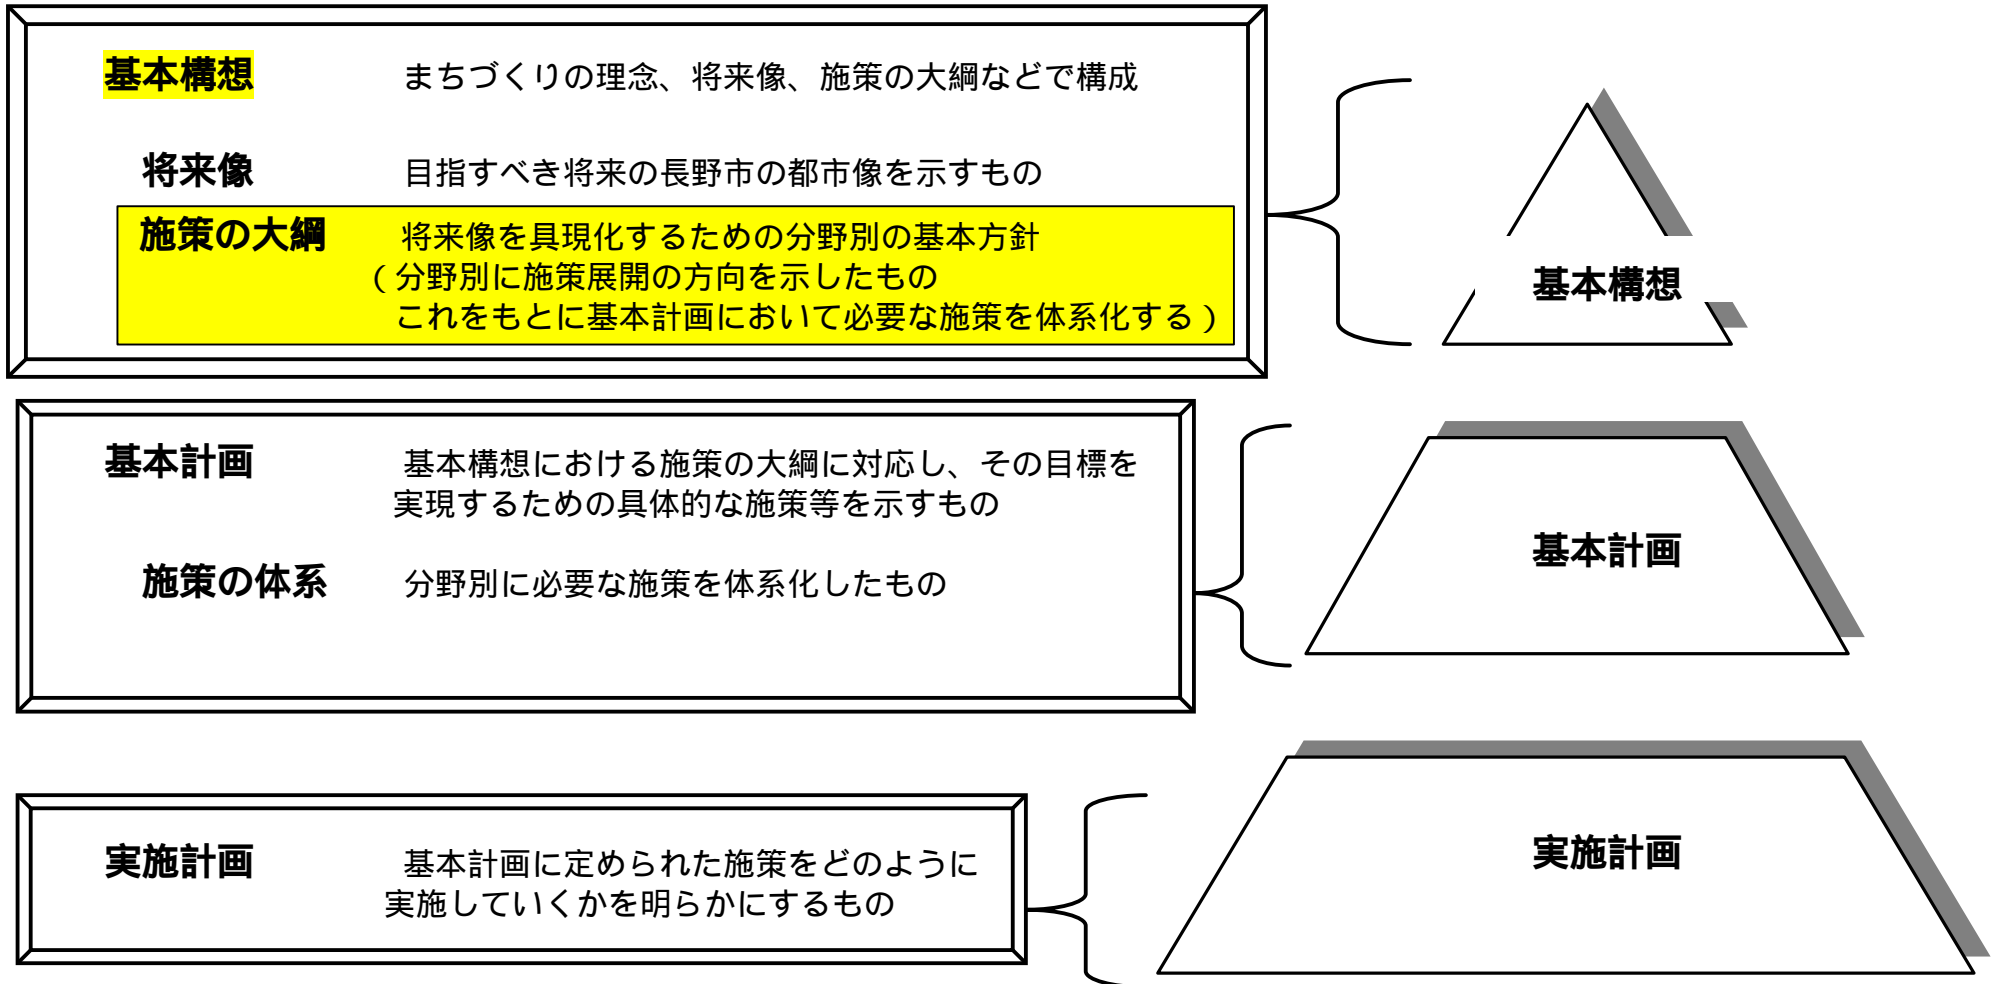 基本構想 まちづくりの理念、将来像、施策の大綱などで構成
将来像 目指すべき将来の長野市の都市像を示すもの
施策の大綱 将来像を具現化するための分野別の基本方針
（分野別に施策展開の方向を示したもの
これをもとに基本計画において必要な施策を体系化する）
基本構想
基本計画 基本構想における施策の大綱に対応し、その目標を
実現するための具体的な施策等を示すもの
施策の体系 分野別に必要な施策を体系化したもの
基本計画
実施計画 基本計画に定められた施策をどのように
実施していくかを明らかにするもの
実施計画